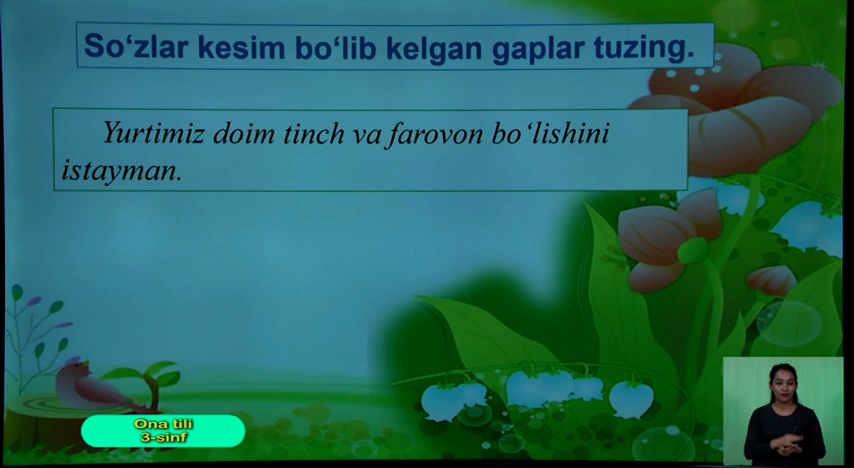 So‘zlar kesim bo‘lib kelgan gaplar tuzing.
Yurtimiz doim tinch va farovon bo‘lishini
istayman.
Ona tili
3-sinf